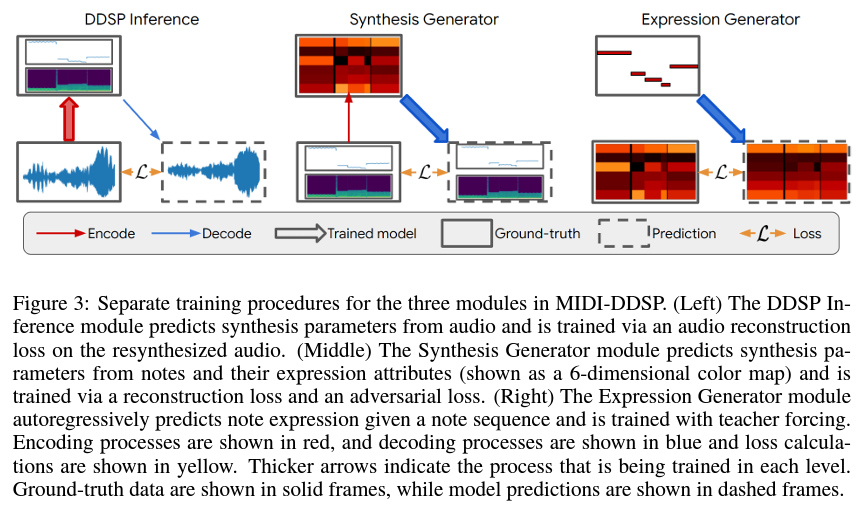 DDSP Inference
Synthesis Generator
Expression Generator
ℒ
ℒ
ℒ
Encode
Decode
Trained model
Ground-truth
Prediction
ℒ
Loss
Figure 3: Separate training procedures for the three modules in MIDI-DDSP. (Left) The DDSP In-
ference module predicts synthesis parameters from audio and is trained via an audio reconstruction
loss on the resynthesized audio. (Middle) The Synthesis Generator module predicts synthesis pa-
rameters from notes and their expression attributes (shown as a 6-dimensional color map) and is
trained via a reconstruction loss and an adversarial loss. (Right) The Expression Generator module
autoregressively predicts note expression given a note sequence and is trained with teacher forcing.
Encoding processes are shown in red, and decoding processes are shown in blue and loss calcula-
tions are shown in yellow. Thicker arrows indicate the process that is being trained in each level.
Ground-truth data are shown in solid frames, while model predictions are shown in dashed frames.